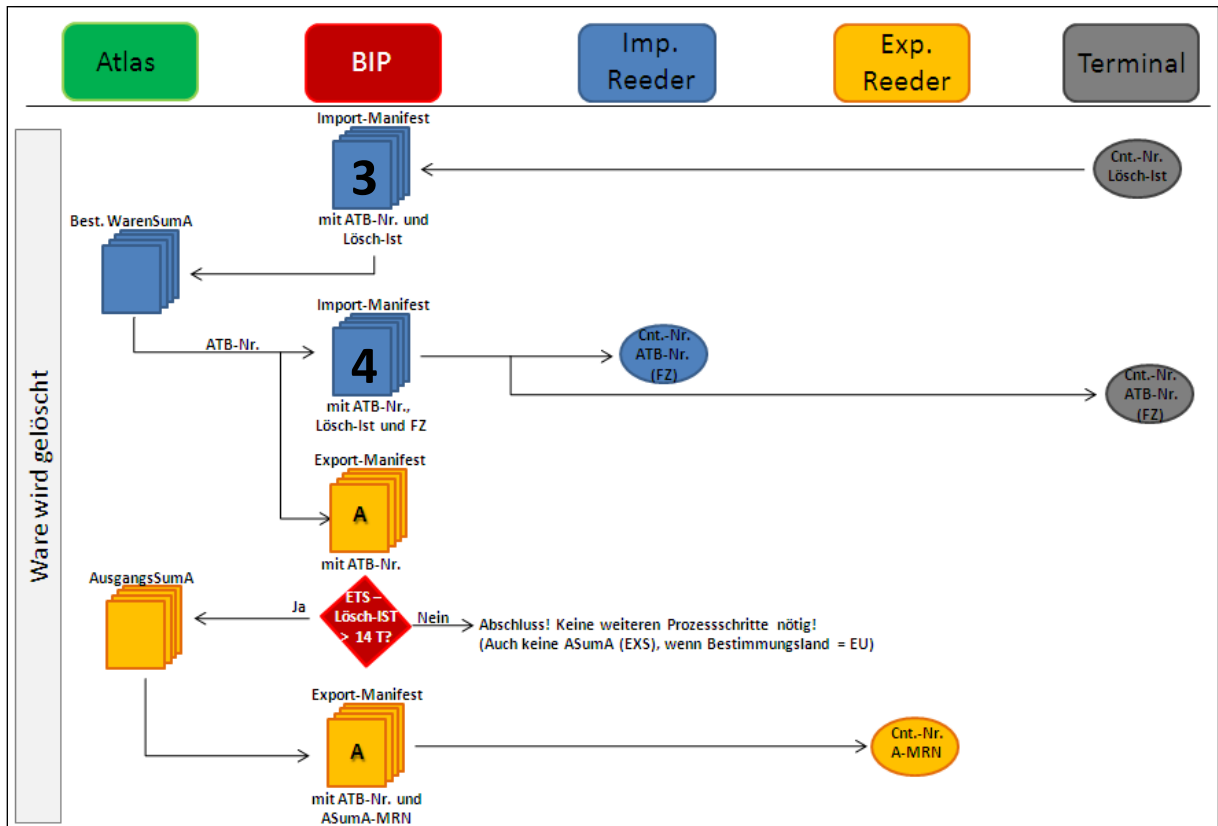 Atlas
BIP
Imp.
Reeder
Exp.
Reeder
Terminal
Ware wird gelöscht
Import-Manifest
3
mit ATB-Nr. und
Lösch-Ist
Cnt.-Nr.
Lösch-Ist
Best. WarenSumA
ATB-Nr.
Import-Manifest
4
mit ATB-Nr.,
Lösch-Ist und FZ
Cnt.-Nr.
ATB-Nr.
(FZ)
Cnt.-Nr.
ATB-Nr.
(FZ)
Export-Manifest
A
mit ATB-Nr.
AusgangsSumA
Ja
ETS –
Lösch-IST
> 14 T?
Nein
Abschluss! Keine weiteren Prozessschritte nötig!
(Auch keine ASumA (EXS), wenn Bestimmungsland = EU)
Export-Manifest
A
mit ATB-Nr. und
ASumA-MRN
Cnt.-Nr.
A-MRN